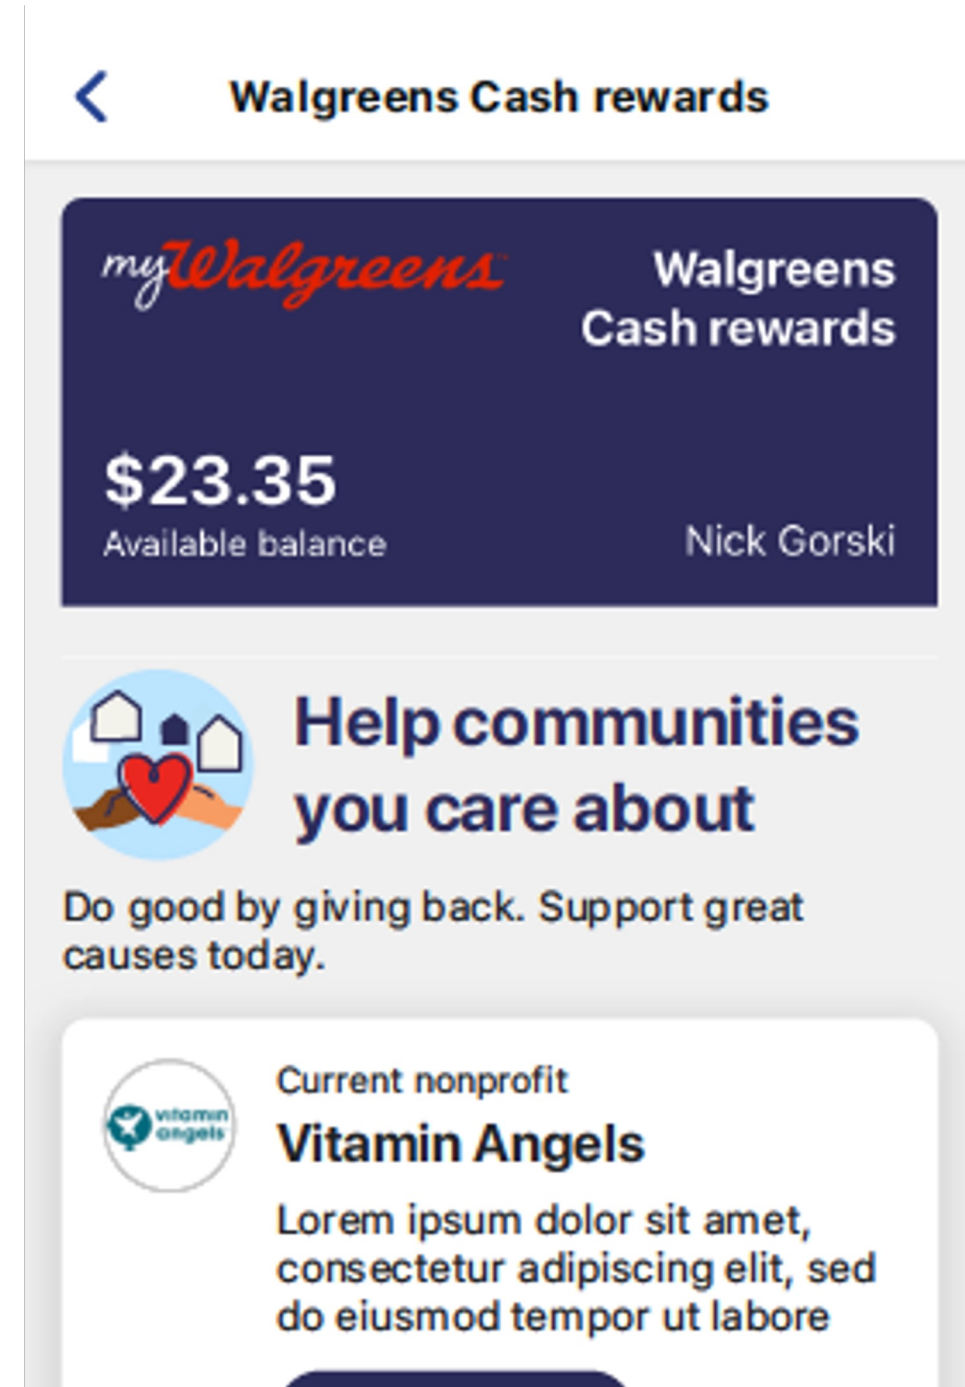 Walgreens Cash rewards
myWalgreens™
Walgreens
Cash rewards
$23.35
Available balance
Nick Gorski
Help communities
you care about
Do good by giving back. Support great
causes today.
vitamin
angels
Current nonprofit
Vitamin Angels
Lorem ipsum dolor sit amet,
consectetur adipiscing elit, sed
do eiusmod tempor ut labore